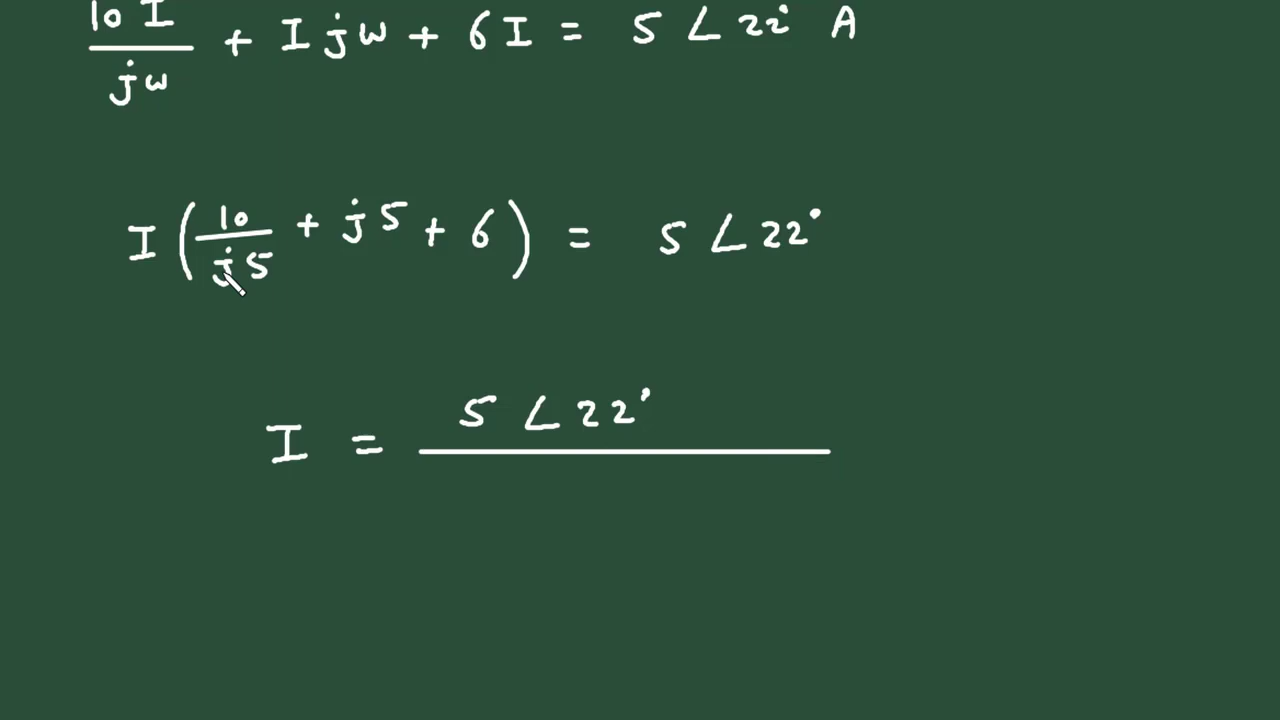 10 I / jw + I jw + 6 I = 5 ∠ 22° A
I ( 10 / j5 + j5 + 6 ) = 5 ∠ 22°
I = 5 ∠ 22°